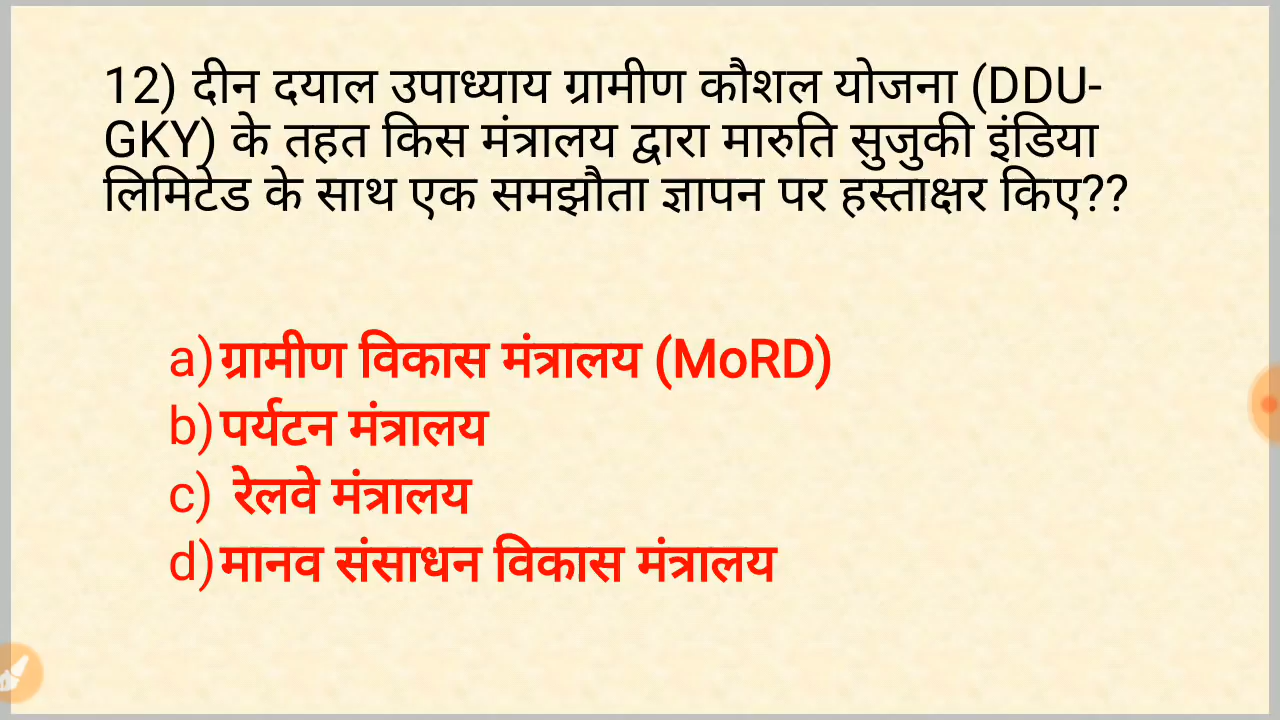 12) दीन दयाल उपाध्याय ग्रामीण कौशल योजना (DDU-
GKY) के तहत किस मंत्रालय द्वारा मारुति सुजुकी इंडिया
लिमिटेड के साथ एक समझौता ज्ञापन पर हस्ताक्षर किए??
a) ग्रामीण विकास मंत्रालय (MoRD)
b) पर्यटन मंत्रालय
c) रेलवे मंत्रालय
d) मानव संसाधन विकास मंत्रालय